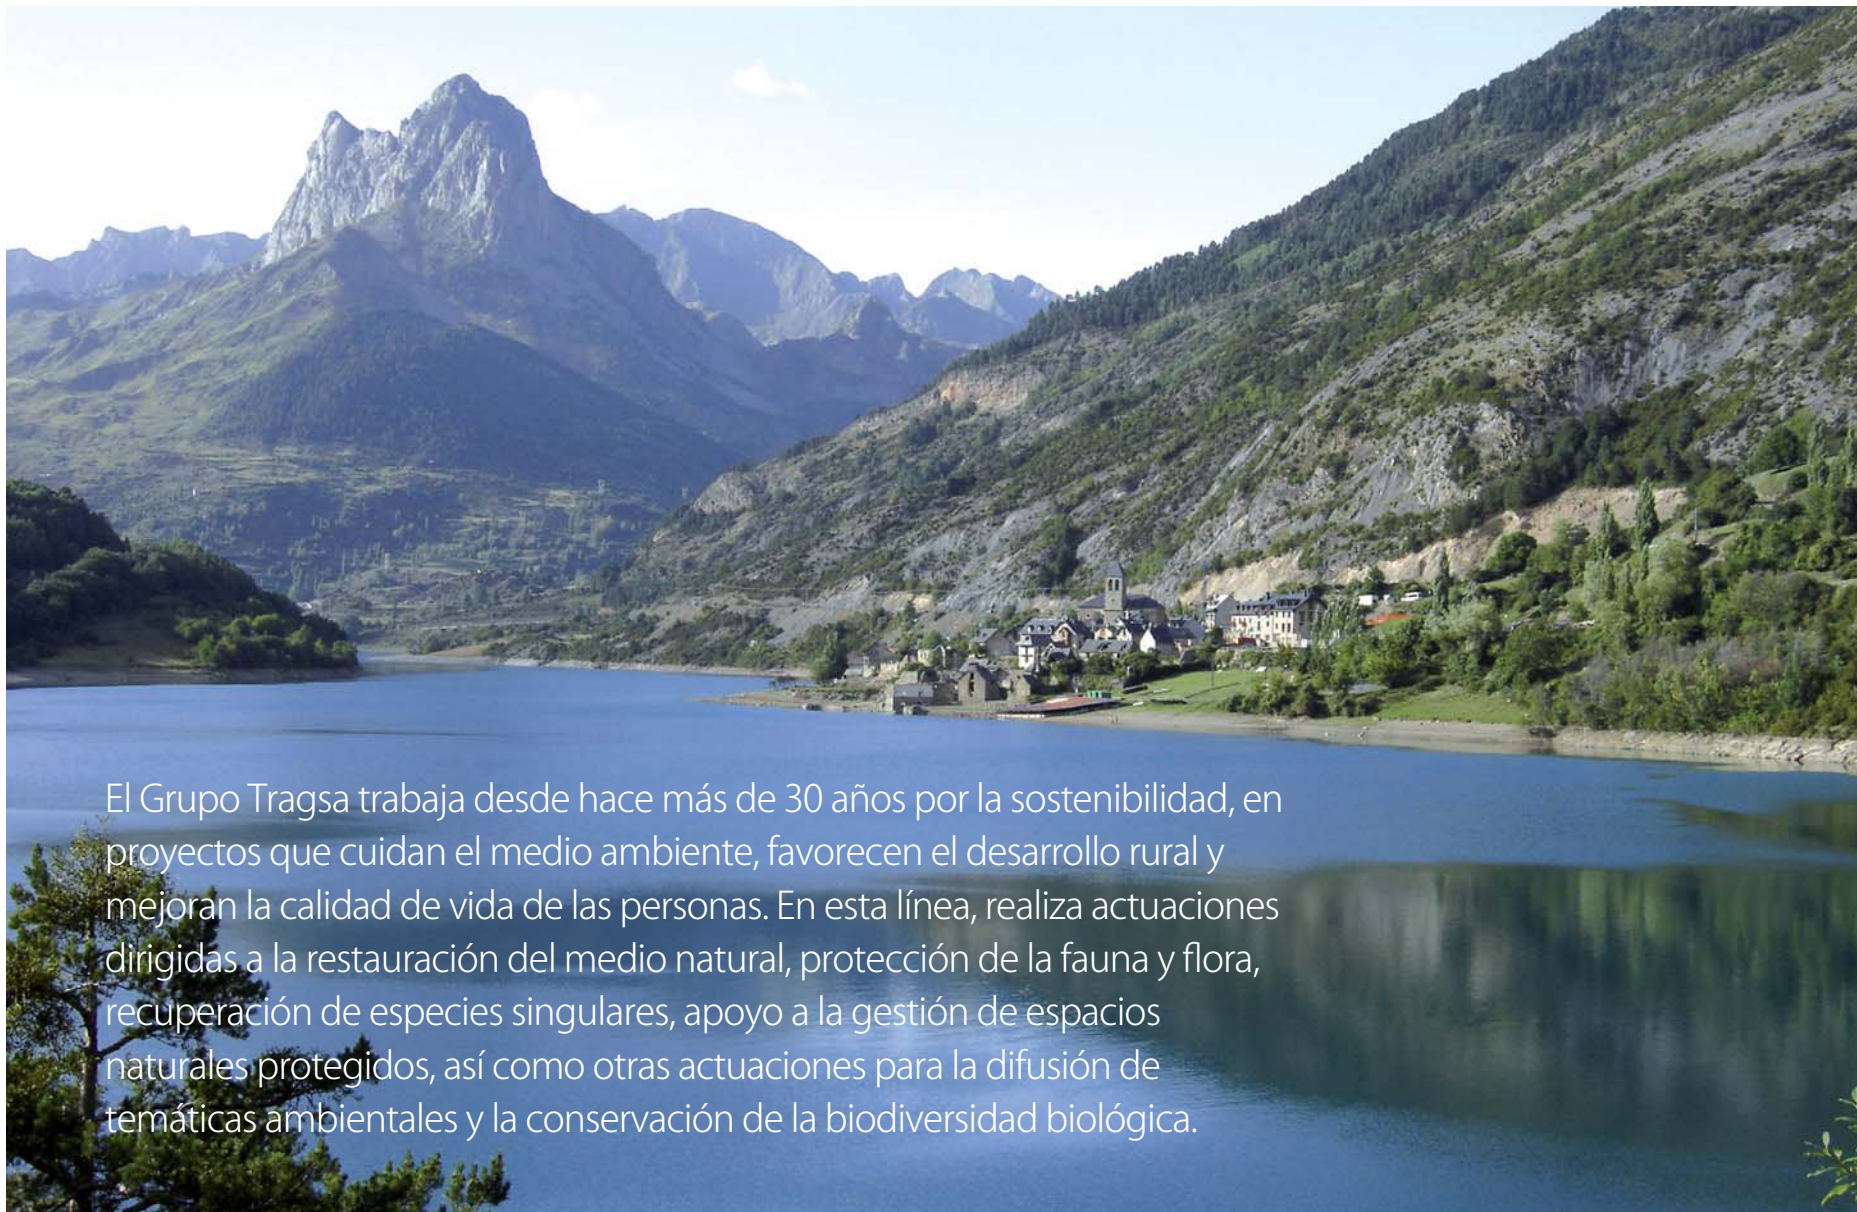 El Grupo Tragsa trabaja desde hace más de 30 años por la sostenibilidad, en
proyectos que cuidan el medio ambiente, favorecen el desarrollo rural y
mejoran la calidad de vida de las personas. En esta línea, realiza actuaciones
dirigidas a la restauración del medio natural, protección de la fauna y flora,
recuperación de especies singulares, apoyo a la gestión de espacios
naturales protegidos, así como otras actuaciones para la difusión de
temáticas ambientales y la conservación de la biodiversidad biológica.